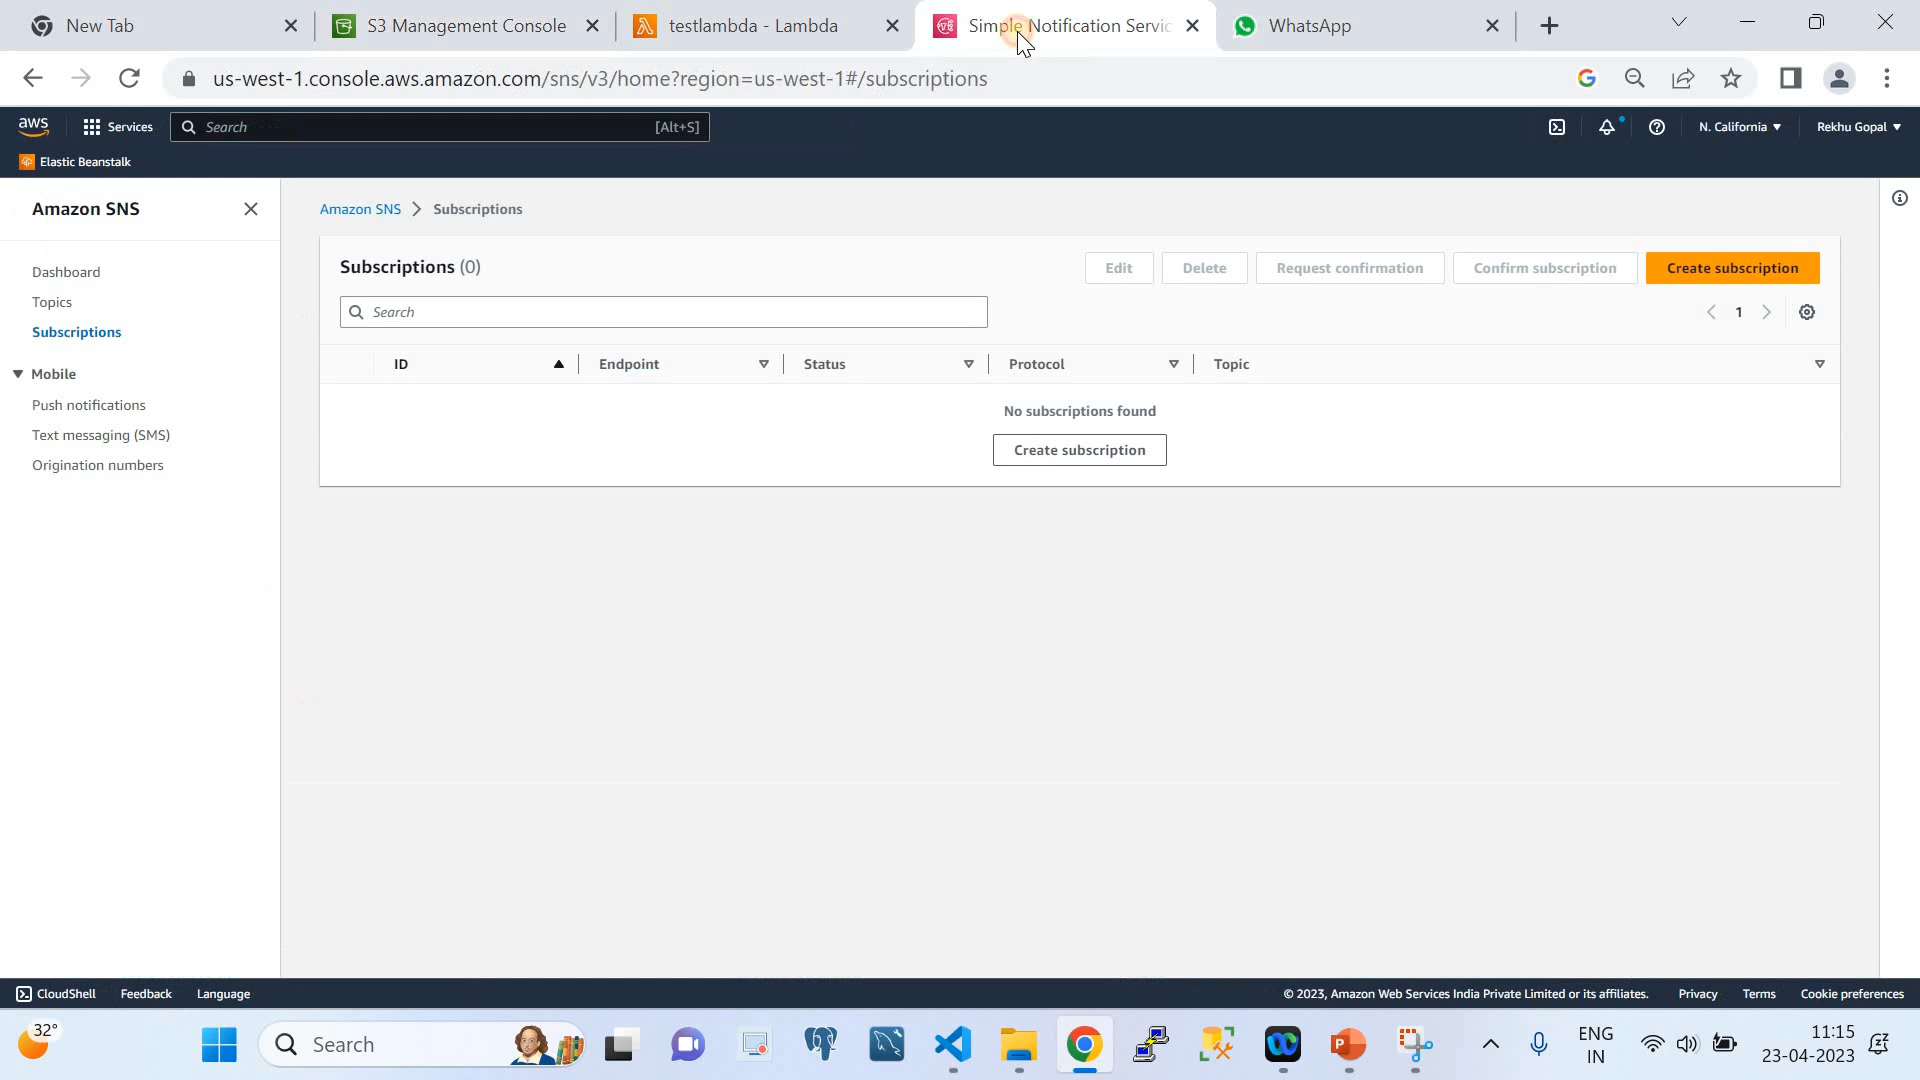 New Tab
S3 Management Console
testlambda - Lambda
Simple Notification Servic
WhatsApp
us-west-1.console.aws.amazon.com/sns/v3/home?region=us-west-1#/subscriptions
aws
Services
Search
[Alt+S]
N. California
Rekhu Gopal
Elastic Beanstalk
Amazon SNS
Dashboard
Topics
Subscriptions
Mobile
Push notifications
Text messaging (SMS)
Origination numbers
Amazon SNS > Subscriptions
Subscriptions (0)
Edit
Delete
Request confirmation
Confirm subscription
Create subscription
Search
1
ID
Endpoint
Status
Protocol
Topic
No subscriptions found
Create subscription
CloudShell
Feedback
Language
© 2023, Amazon Web Services India Private Limited or its affiliates.
Privacy
Terms
Cookie preferences
32°
Search
ENG
IN
11:15
23-04-2023